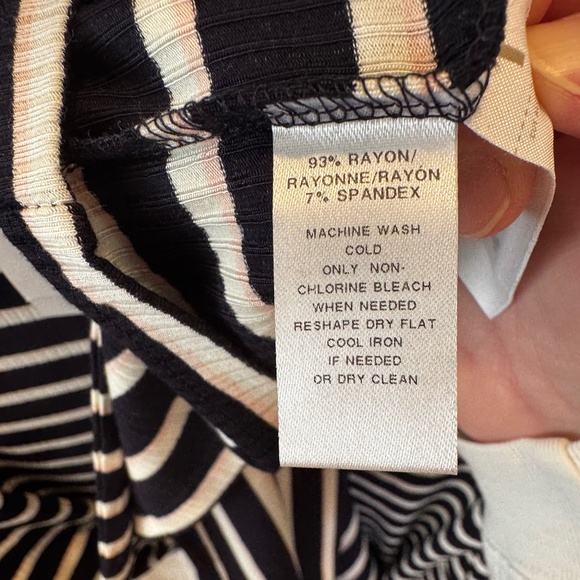 93% RAYON/
RAYONNE/RAYÓN
7% SPANDEX
MACHINE WASH
COLD
ONLY NON-
CHLORINE BLEACH
WHEN NEEDED
RESHAPE DRY FLAT
COOL IRON
IF NEEDED
OR DRY CLEAN